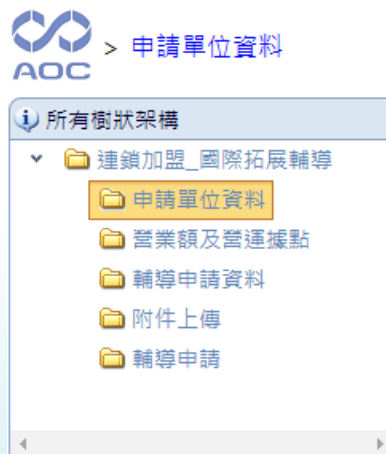 AOC > 申請單位資料
所有樹狀架構
連鎖加盟_國際拓展輔導
申請單位資料
營業額及營運據點
輔導申請資料
附件上傳
輔導申請